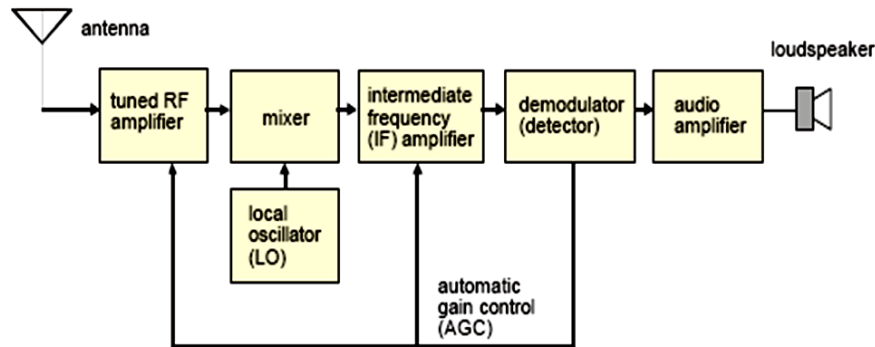 antenna
loudspeaker
tuned RF
amplifier
mixer
intermediate
frequency
(IF) amplifier
demodulator
(detector)
audio
amplifier
local
oscillator
(LO)
automatic
gain control
(AGC)